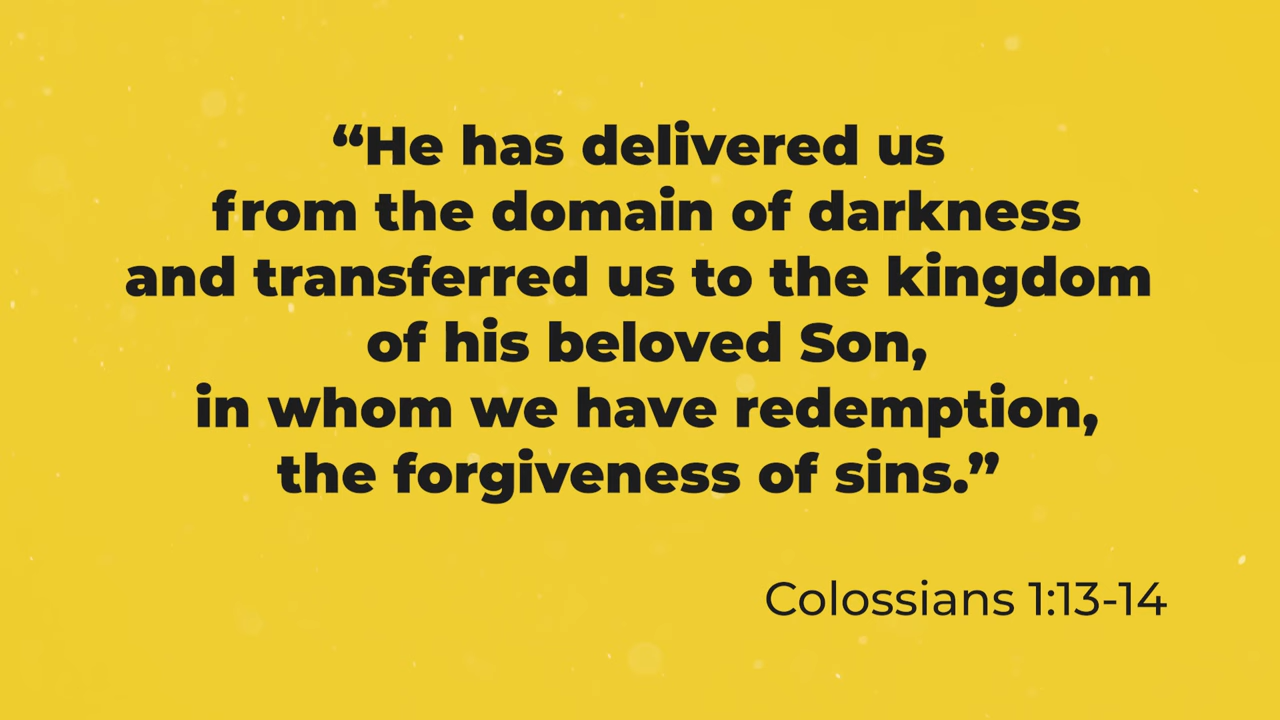 “He has delivered us
from the domain of darkness
and transferred us to the kingdom
of his beloved Son,
in whom we have redemption,
the forgiveness of sins.”
Colossians 1:13-14